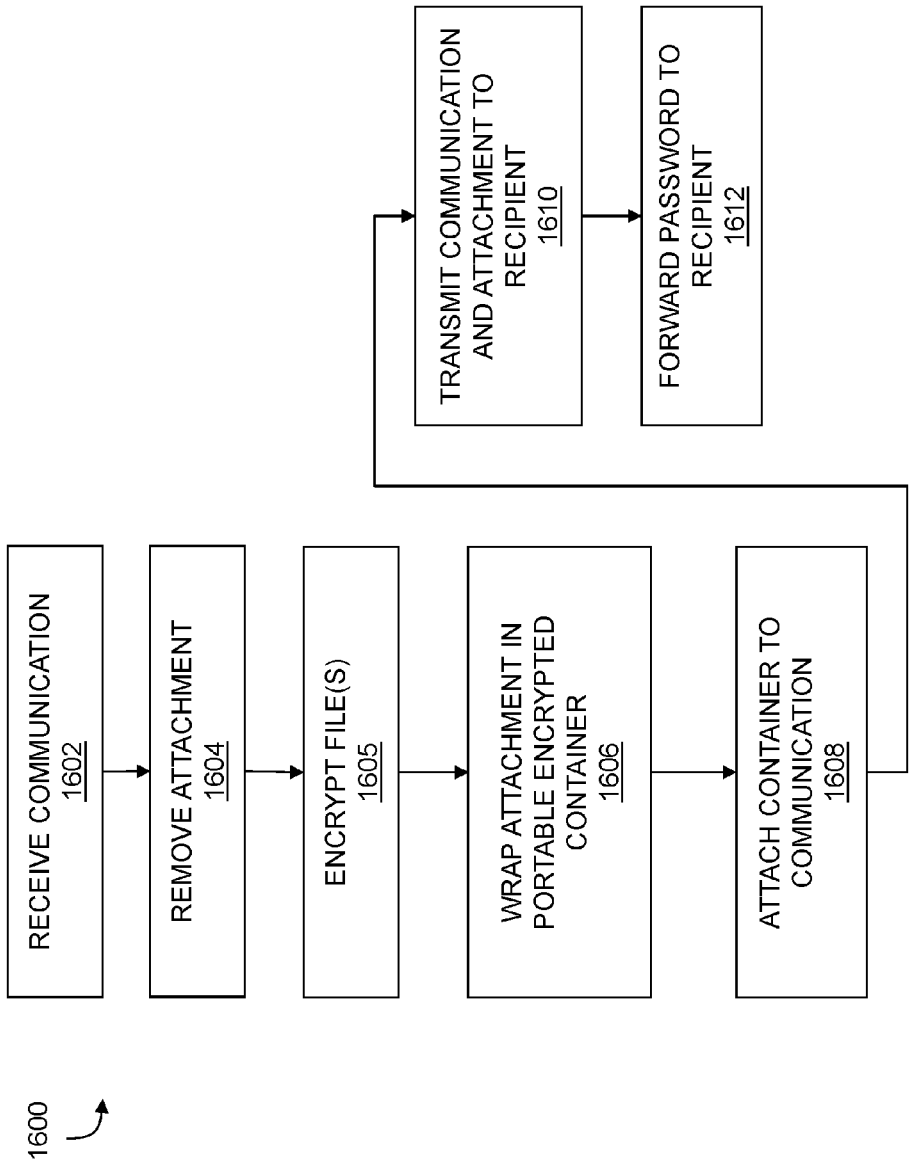 1600
RECEIVE COMMUNICATION
1602
REMOVE ATTACHMENT
1604
ENCRYPT FILE(S)
1605
WRAP ATTACHMENT IN
PORTABLE ENCRYPTED
CONTAINER
1606
ATTACH CONTAINER TO
COMMUNICATION
1608
TRANSMIT COMMUNICATION
AND ATTACHMENT TO
RECIPIENT
1610
FORWARD PASSWORD TO
RECIPIENT
1612